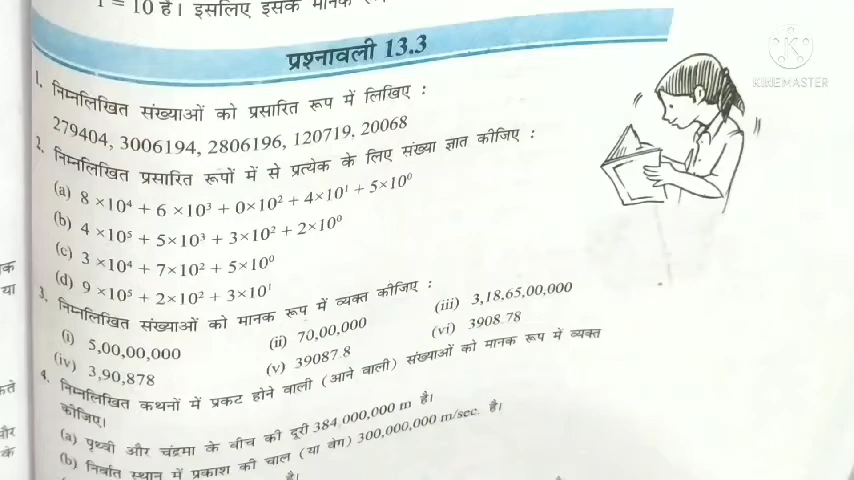 1 = 10 है। इसलिए इसके मानक
प्रश्नावली 13.3
KINEMASTER
1. निम्नलिखित संख्याओं को प्रसारित रूप में लिखिए :
279404, 3006194, 2806196, 120719, 20068
2. निम्नलिखित प्रसारित रूपों में से प्रत्येक के लिए संख्या ज्ञात कीजिए :
(a) 8 ×10⁴ + 6 ×10³ + 0×10² + 4×10¹ + 5×10⁰
(b) 4 ×10⁵ + 5×10³ + 3×10² + 2×10⁰
(c) 3 ×10⁴ + 7×10² + 5×10⁰
(d) 9 ×10⁵ + 2×10² + 3×10¹
3. निम्नलिखित संख्याओं को मानक रूप में व्यक्त कीजिए :
(i) 5,00,00,000 (ii) 70,00,000 (iii) 3,18,65,00,000
(iv) 3,90,878 (v) 39087.8 (vi) 3908.78
4. निम्नलिखित कथनों में प्रकट होने वाली (आने वाली) संख्याओं को मानक रूप में व्यक्त
कीजिए।
(a) पृथ्वी और चंद्रमा के बीच की दूरी 384,000,000 m है।
(b) निर्वात स्थान में प्रकाश की चाल (या वेग) 300,000,000 m/sec. है।
है।
या
और
के